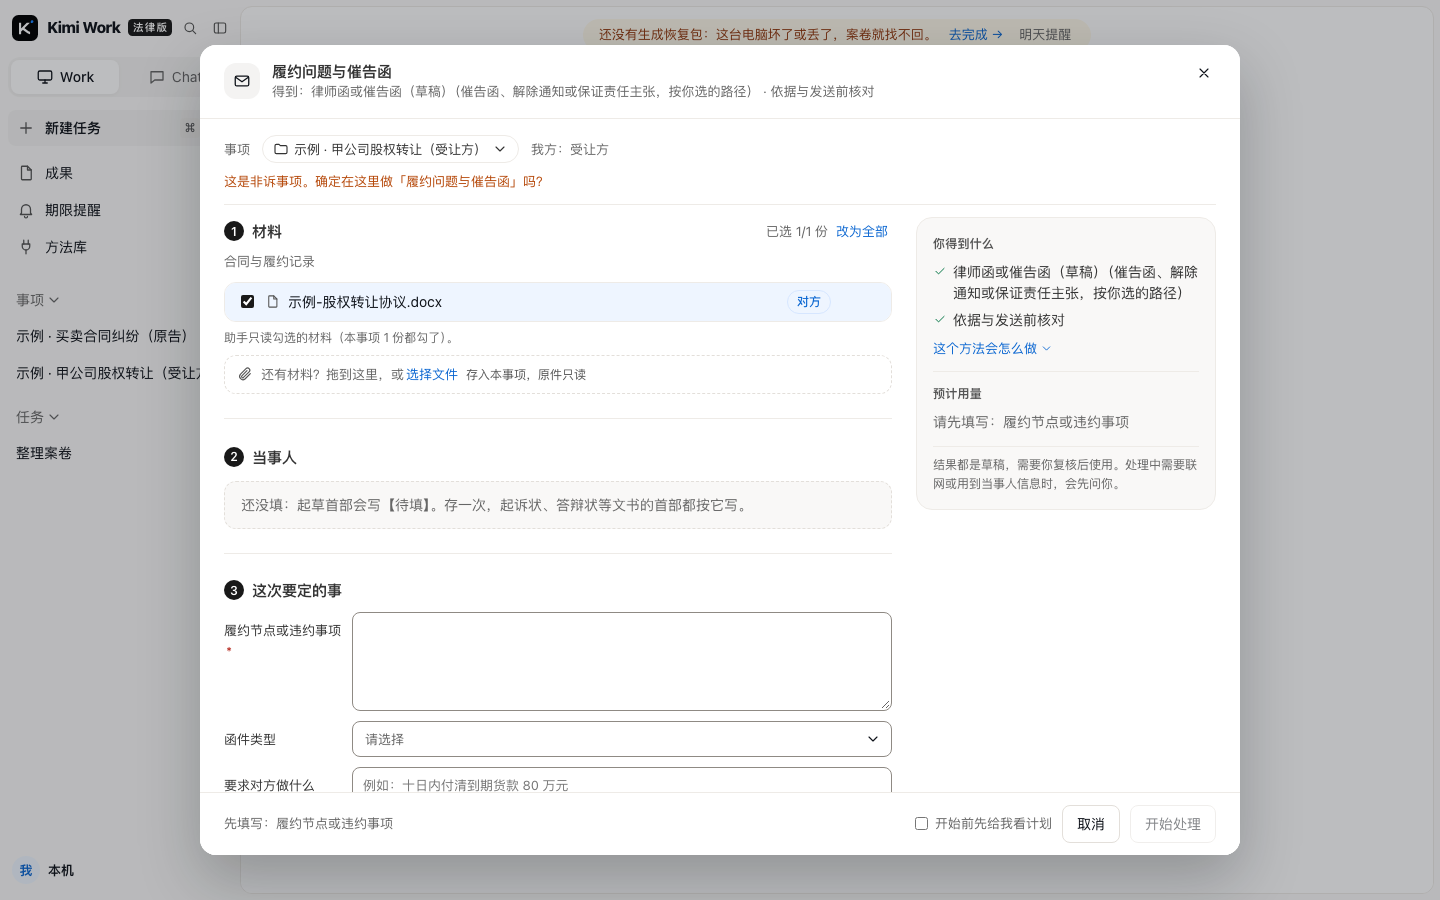 Kimi Work 法律版
还没有生成恢复包：这台电脑坏了或丢了，案卷就找不回。 去完成 → 明天提醒
Work
Chat
新建任务 ⌘
成果
期限提醒
方法库
事项
示例 · 买卖合同纠纷（原告）
示例 · 甲公司股权转让（受让方
任务
整理案卷
我 本机
履约问题与催告函
得到：律师函或催告函（草稿）（催告函、解除通知或保证责任主张，按你选的路径） · 依据与发送前核对
事项 示例 · 甲公司股权转让（受让方） 我方：受让方
这是非诉事项。确定在这里做「履约问题与催告函」吗？
1 材料 已选 1/1 份 改为全部
合同与履约记录
示例-股权转让协议.docx 对方
助手只读勾选的材料（本事项 1 份都勾了）。
还有材料？拖到这里，或 选择文件 存入本事项，原件只读
2 当事人
还没填：起草首部会写【待填】。存一次，起诉状、答辩状等文书的首部都按它写。
3 这次要定的事
履约节点或违约事项
*
函件类型 请选择
要求对方做什么 例如：十日内付清到期货款 80 万元
你得到什么
律师函或催告函（草稿）（催告函、解除
通知或保证责任主张，按你选的路径）
依据与发送前核对
这个方法会怎么做
预计用量
请先填写：履约节点或违约事项
结果都是草稿，需要你复核后使用。处理中需要联
网或用到当事人信息时，会先问你。
先填写：履约节点或违约事项 开始前先给我看计划 取消 开始处理